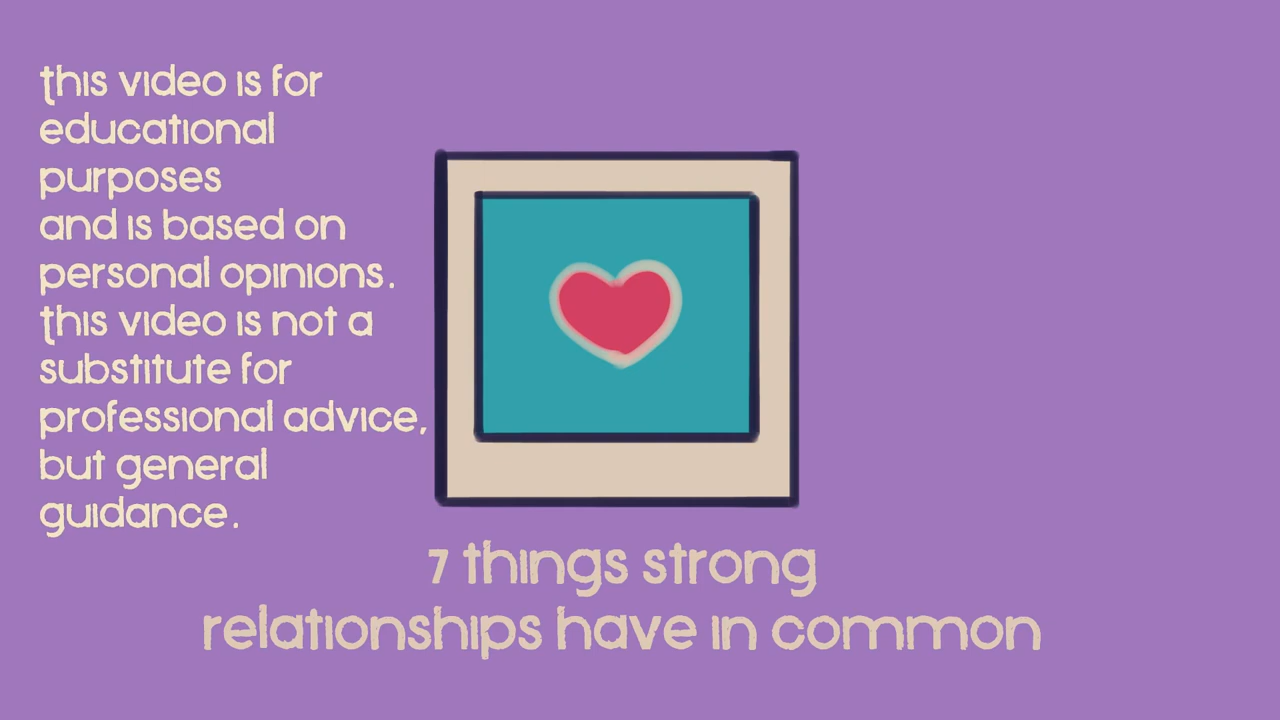 this video is for
educational
purposes
and is based on
personal opinions.
this video is not a
substitute for
professional advice,
but general
guidance.
7 things strong
relationships have in common